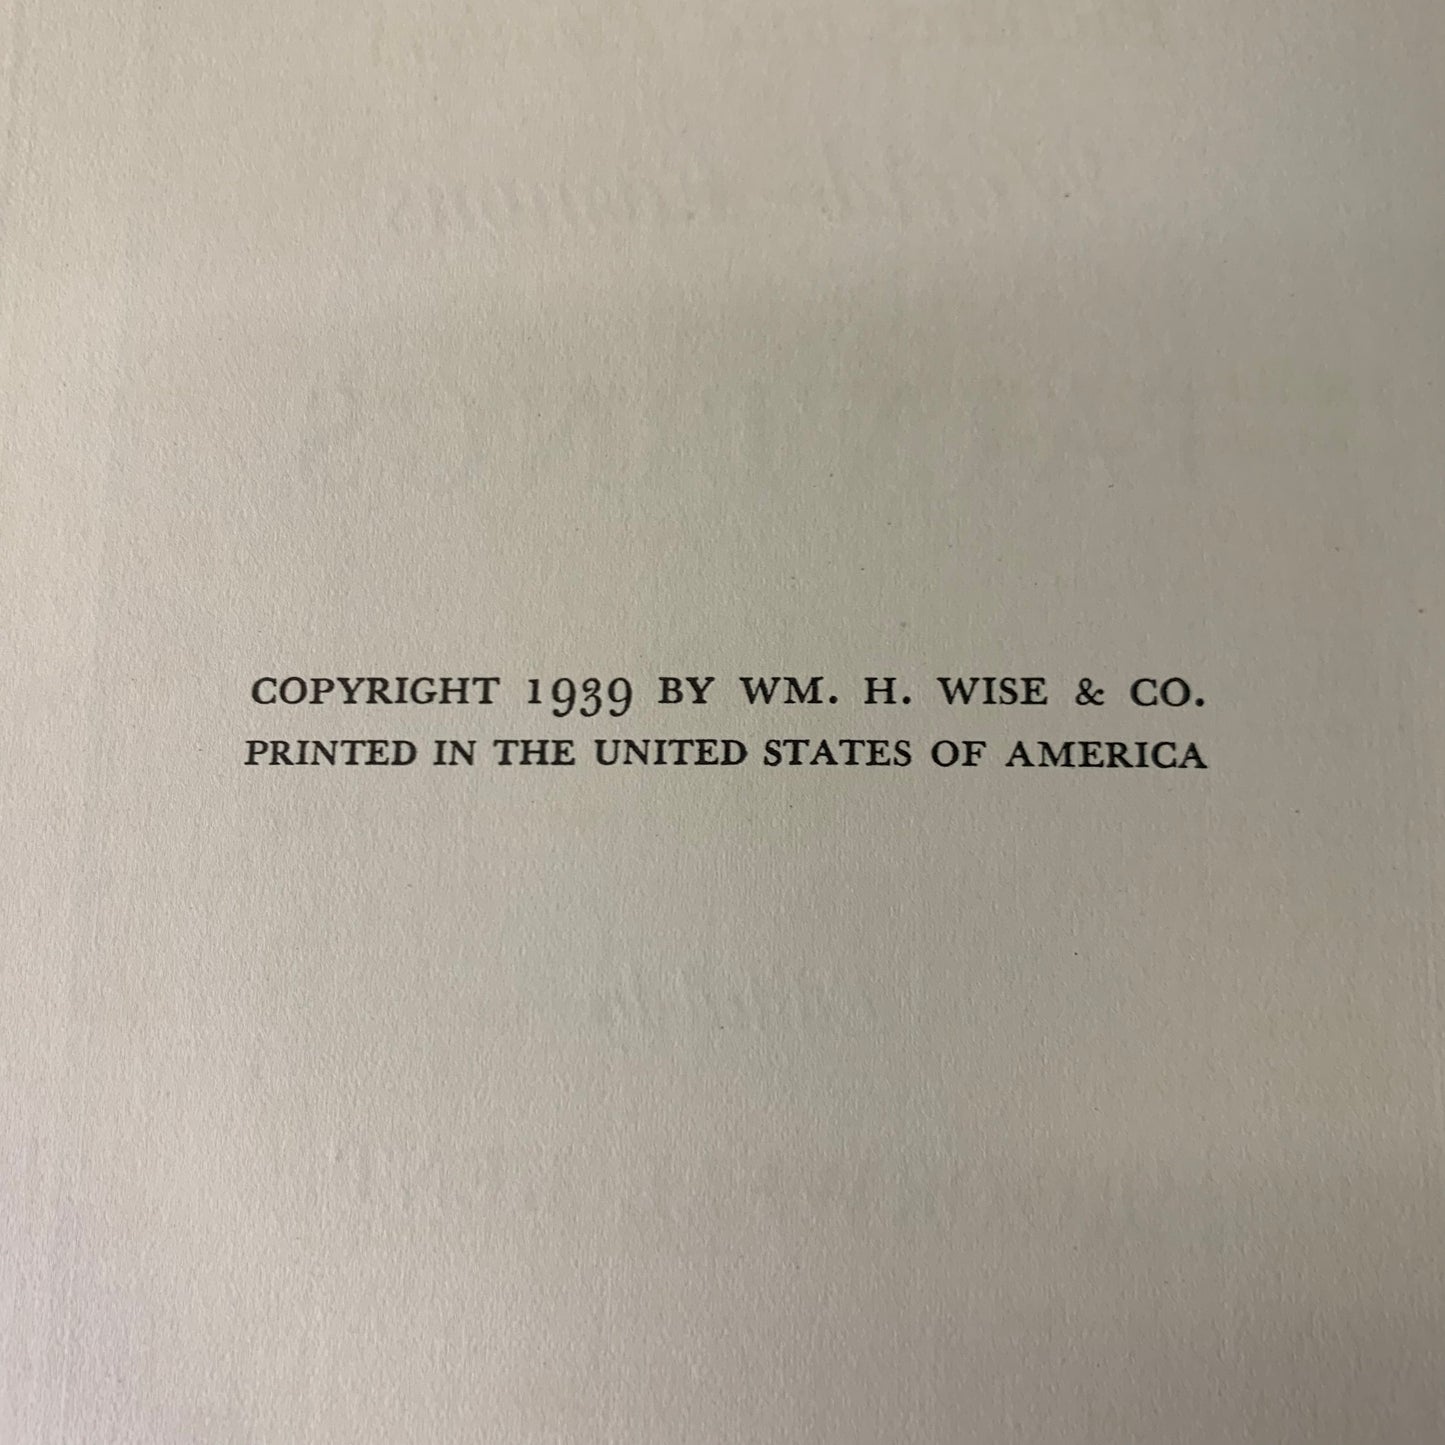 COPYRIGHT 1939 BY WM. H. WISE & CO.
PRINTED IN THE UNITED STATES OF AMERICA